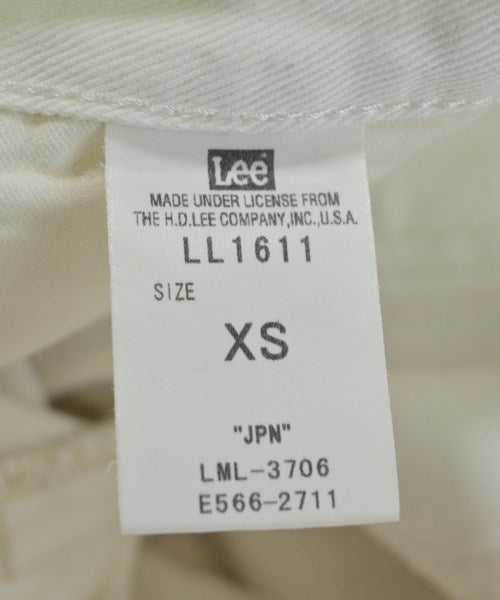 Lee
MADE UNDER LICENSE FROM
THE H.D.LEE COMPANY,INC.,U.S.A.
LL1611
SIZE
XS
"JPN"
LML-3706
E566-2711